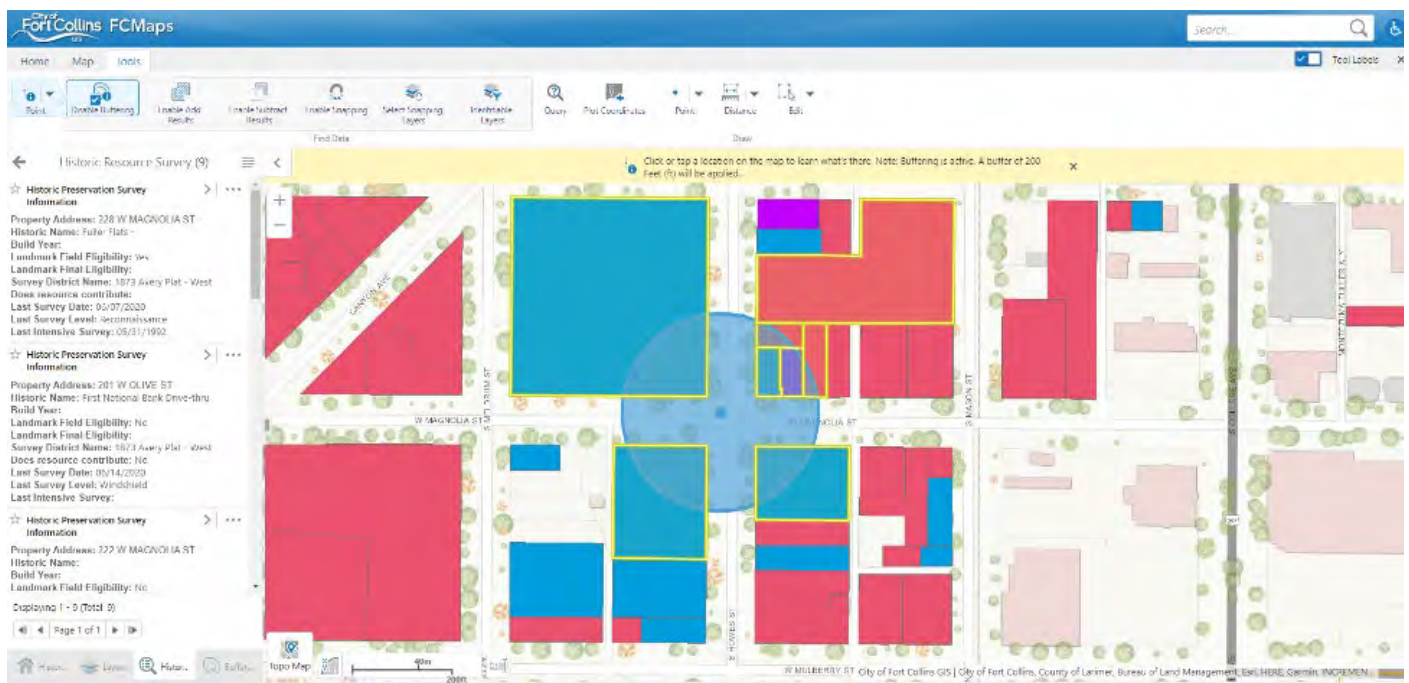 City of
Fort Collins FCMaps
GIS
Search...
Home Map Tools
Tool Labels
Point
Disable Buffering
Enable Add Results
Enable Subtract Results
Enable Snapping
Select Snapping Layers
Identifiable Layers
Query
Plot Coordinates
Point
Distance
Edit
Find Data
Draw
Historic Resource Survey (9)
Click or tap a location on the map to learn what's there. Note: Buffering is active. A buffer of 200
Feet (ft) will be applied.
Historic Preservation Survey
Information
Property Address: 228 W MAGNOLIA ST
Historic Name: Fuller Flats -
Build Year:
Landmark Field Eligibility: Yes
Landmark Final Eligibility:
Survey District Name: 1873 Avery Plat - West
Does resource contribute:
Last Survey Date: 05/07/2020
Last Survey Level: Reconnaissance
Last Intensive Survey: 05/31/1992
Historic Preservation Survey
Information
Property Address: 201 W OLIVE ST
Historic Name: First National Bank Drive-thru
Build Year:
Landmark Field Eligibility: No
Landmark Final Eligibility:
Survey District Name: 1873 Avery Plat - West
Does resource contribute: No
Last Survey Date: 05/14/2020
Last Survey Level: Windshield
Last Intensive Survey:
Historic Preservation Survey
Information
Property Address: 222 W MAGNOLIA ST
Historic Name:
Build Year:
Landmark Field Eligibility: No
Displaying 1 - 9 (Total: 9)
Page 1 of 1
CANYON AVE
S MELDRUM ST
W MAGNOLIA ST
S MASON ST
MONTEZUMA FULLER ALY
S HOWES ST
W MULBERRY ST
Topo Map
40m
200ft
City of Fort Collins GIS | City of Fort Collins, County of Larimer, Bureau of Land Management, Esri, HERE, Garmin, INCREMEN...